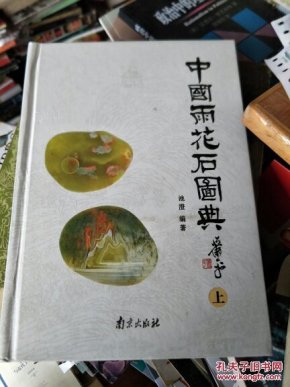 中國雨花石圖典
池澄 編著
上
南京出版社
孔夫子旧书网